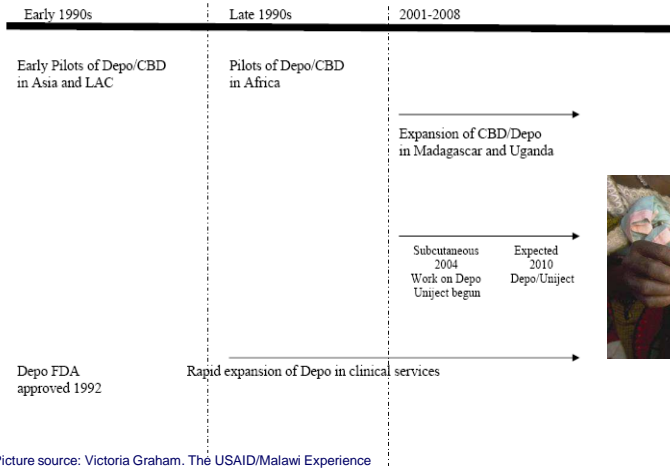 Early 1990s
Late 1990s
2001-2008
Early Pilots of Depo/CBD
in Asia and LAC
Pilots of Depo/CBD
in Africa
Expansion of CBD/Depo
in Madagascar and Uganda
Subcutaneous
2004
Work on Depo
Uniject begun
Expected
2010
Depo/Uniject
Depo FDA
approved 1992
Rapid expansion of Depo in clinical services
source: Victoria Graham. The USAID/Malawi Experience